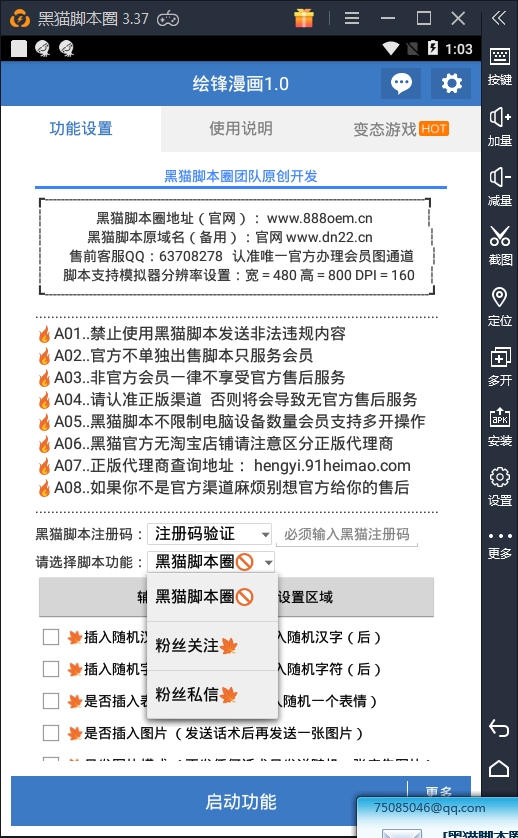 黑猫脚本圈 3.37
1:03
绘锋漫画1.0
功能设置
使用说明
变态游戏 HOT
黑猫脚本圈团队原创开发
黑猫脚本圈地址（官网）：www.888oem.cn
黑猫脚本原域名（备用）：官网 www.dn22.cn
售前客服QQ：63708278 认准唯一官方办理会员图通道
脚本支持模拟器分辨率设置：宽 = 480 高 = 800 DPI = 160
A01..禁止使用黑猫脚本发送非法违规内容
A02..官方不单独出售脚本只服务会员
A03..非官方会员一律不享受官方售后服务
A04..请认准正版渠道 否则将会导致无官方售后服务
A05..黑猫脚本不限制电脑设备数量会员支持多开操作
A06..黑猫官方无淘宝店铺请注意区分正版代理商
A07..正版代理商查询地址：hengyi.91heimao.com
A08..如果你不是官方渠道麻烦别想官方给你的售后
黑猫脚本注册码：注册码验证 必须输入黑猫注册码
请选择脚本功能：黑猫脚本圈
黑猫脚本圈
粉丝关注
粉丝私信
设置区域
插入随机汉
入随机汉字（后）
插入随机字
入随机字符（后）
是否插入表
随机一个表情）
是否插入图片（发送话术后再发送一张图片）
启动功能
更多
按键
加量
减量
截图
定位
多开
APK
安装
设置
更多
75085046@qq.com